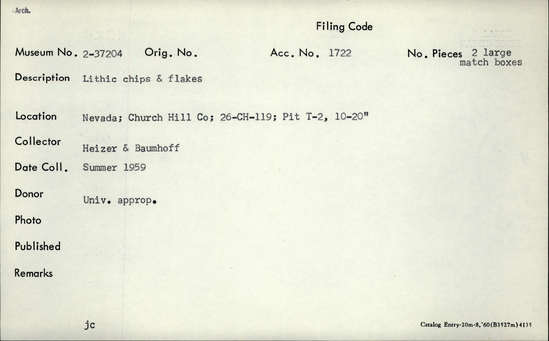 Arch.
Filing Code
Museum No. 2-37204 Orig. No. Acc. No. 1722 No. Pieces 2 large
match boxes
Description Lithic chips & flakes
Location Nevada; Church Hill Co; 26-CH-119; Pit T-2, 10-20"
Collector Heizer & Baumhoff
Date Coll. Summer 1959
Donor Univ. approp.
Photo
Published
Remarks
jc
Catalog Entry-20m-8,'60(B3927m)4139